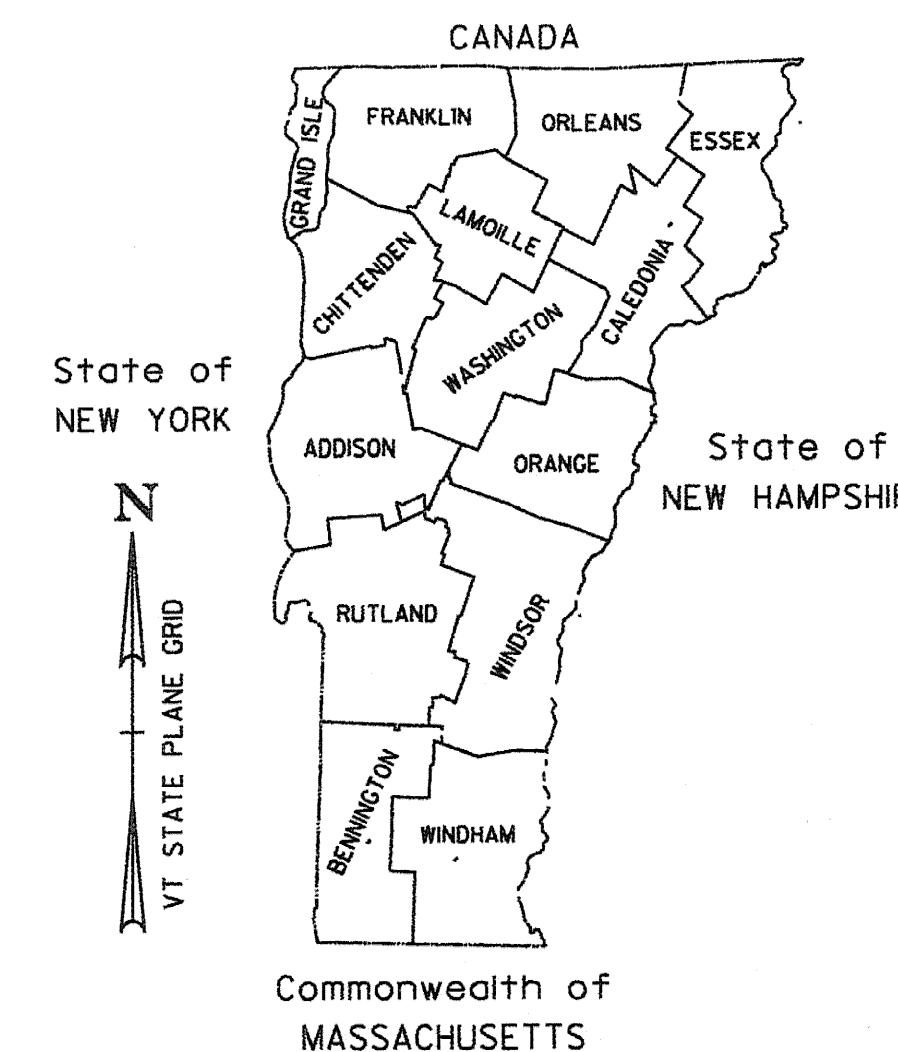 CANADA
FRANKLIN
ORLEANS
ESSEX
GRAND ISLE
LAMOILLE
CHITTENDEN
CALEDONIA
WASHINGTON
State of
NEW YORK
ADDISON
ORANGE
State of
NEW HAMPSHI
N
VT STATE PLANE GRID
RUTLAND
WINDSOR
BENNINGTON
WINDHAM
Commonwealth of
MASSACHUSETTS